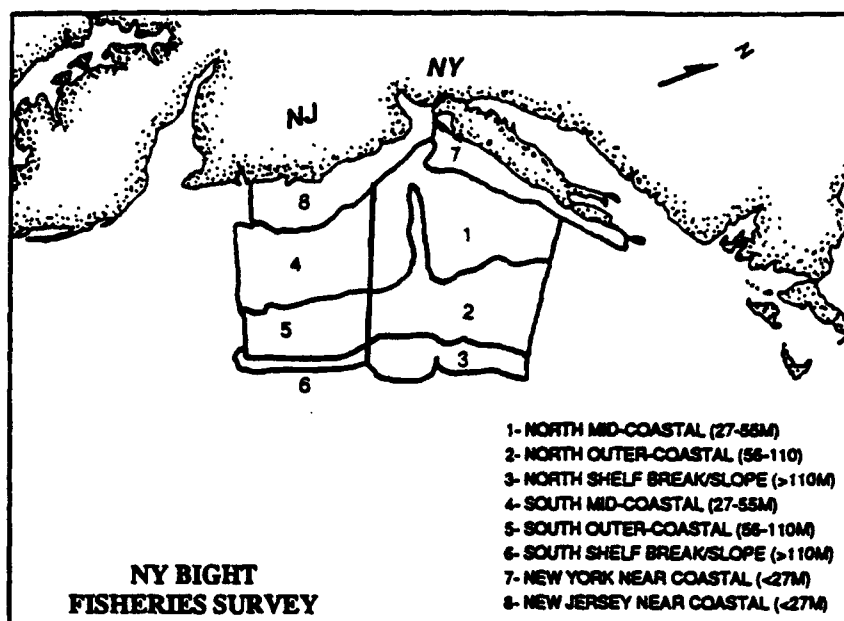 NY
N
NJ
7
8
1
4
2
5
3
6
1- NORTH MID-COASTAL (27-55M)
2- NORTH OUTER-COASTAL (56-110)
3- NORTH SHELF BREAK/SLOPE (>110M)
4- SOUTH MID-COASTAL (27-55M)
5- SOUTH OUTER-COASTAL (56-110M)
6- SOUTH SHELF BREAK/SLOPE (>110M)
7- NEW YORK NEAR COASTAL (<27M)
8- NEW JERSEY NEAR COASTAL (<27M)
NY BIGHT
FISHERIES SURVEY